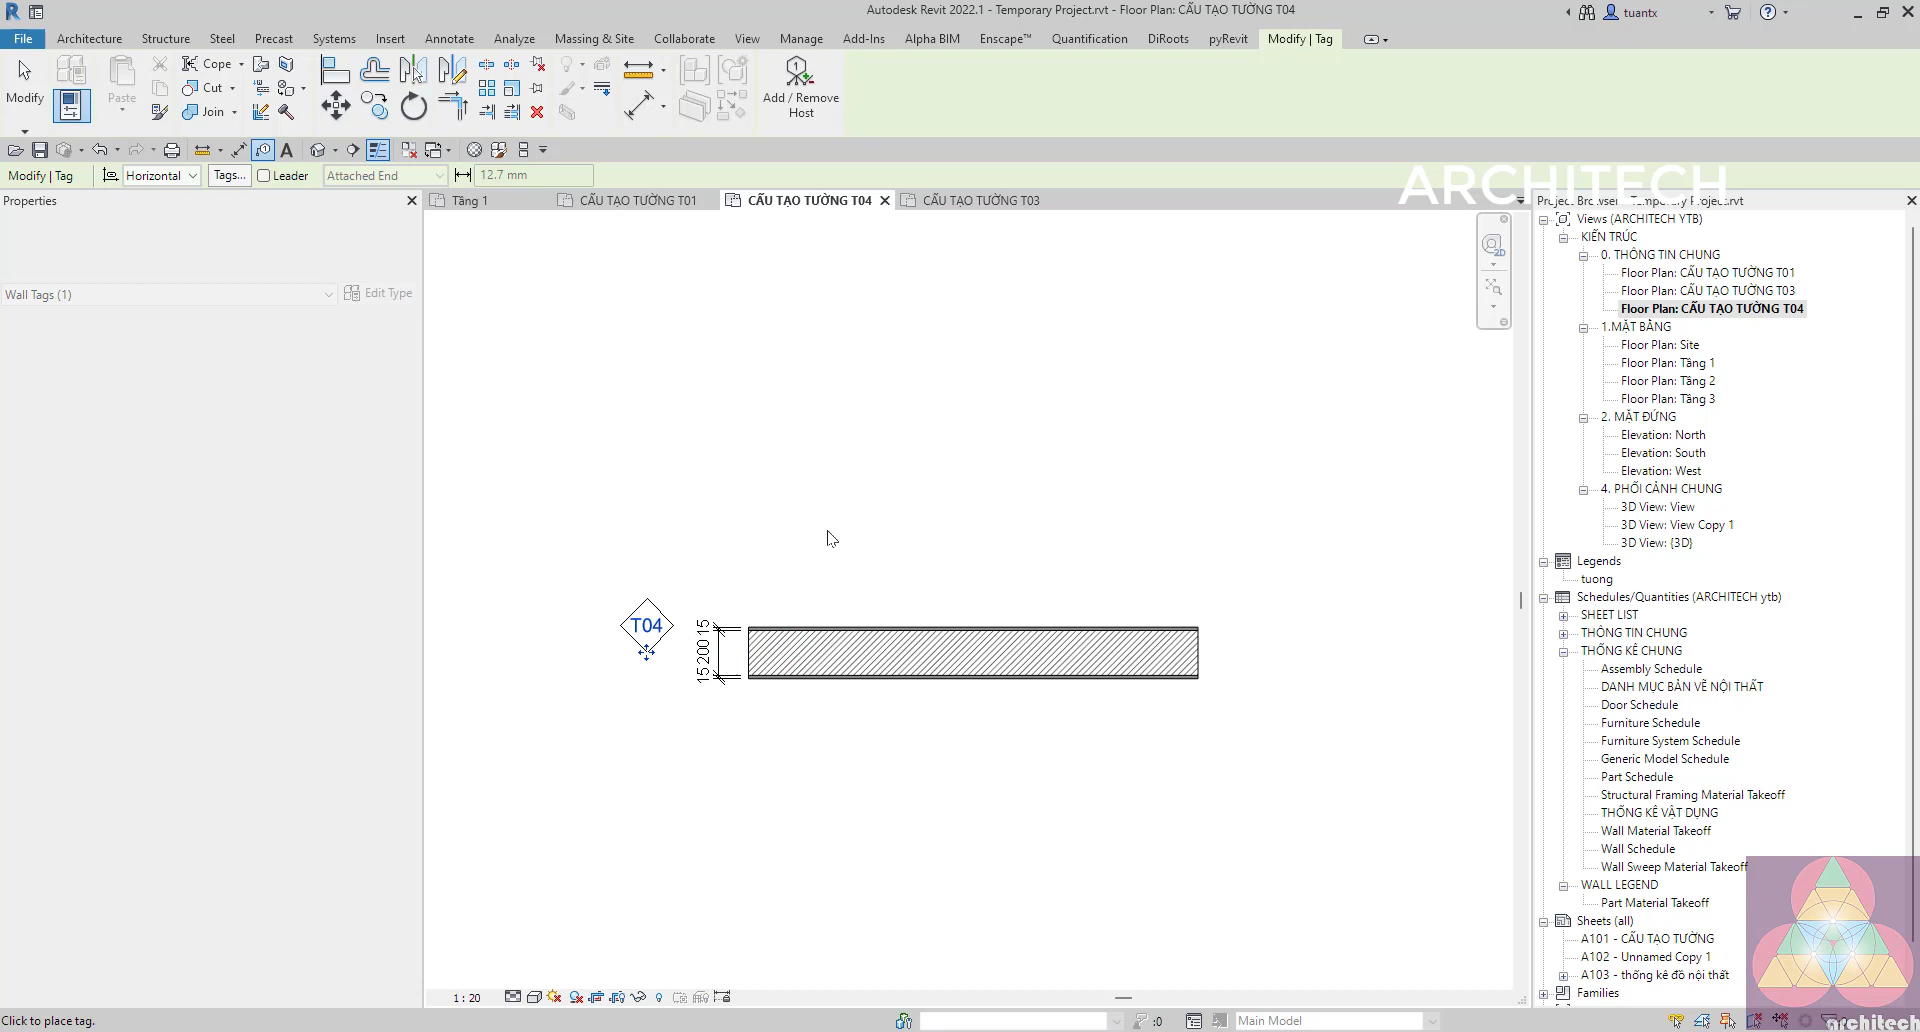 Autodesk Revit 2022.1 - Temporary Project.rvt - Floor Plan: CẤU TẠO TƯỜNG T04
tuantx
File Architecture Structure Steel Precast Systems Insert Annotate Analyze Massing & Site Collaborate View Manage Add-Ins Alpha BIM Enscape™ Quantification DiRoots pyRevit Modify | Tag
Modify
Paste
Cope
Cut
Join
Add / Remove
Host
Modify | Tag Horizontal Tags... Leader Attached End 12.7 mm
ARCHITECH
Properties
Tầng 1 CẤU TẠO TƯỜNG T01 CẤU TẠO TƯỜNG T04 CẤU TẠO TƯỜNG T03
Project Browser - Temporary Project.rvt
Wall Tags (1) Edit Type
2D
T04
15 200 15
Views (ARCHITECH YTB)
KIẾN TRÚC
0. THÔNG TIN CHUNG
Floor Plan: CẤU TẠO TƯỜNG T01
Floor Plan: CẤU TẠO TƯỜNG T03
Floor Plan: CẤU TẠO TƯỜNG T04
1.MẶT BẰNG
Floor Plan: Site
Floor Plan: Tầng 1
Floor Plan: Tầng 2
Floor Plan: Tầng 3
2. MẶT ĐỨNG
Elevation: North
Elevation: South
Elevation: West
4. PHỐI CẢNH CHUNG
3D View: View
3D View: View Copy 1
3D View: {3D}
Legends
tuong
Schedules/Quantities (ARCHITECH ytb)
SHEET LIST
THÔNG TIN CHUNG
THỐNG KÊ CHUNG
Assembly Schedule
DANH MỤC BẢN VẼ NỘI THẤT
Door Schedule
Furniture Schedule
Furniture System Schedule
Generic Model Schedule
Part Schedule
Structural Framing Material Takeoff
THỐNG KÊ VẬT DỤNG
Wall Material Takeoff
Wall Schedule
Wall Sweep Material Takeoff
WALL LEGEND
Part Material Takeoff
Sheets (all)
A101 - CẤU TẠO TƯỜNG
A102 - Unnamed Copy 1
A103 - thống kê đồ nội thất
Families
1 : 20
Click to place tag.
:0
Main Model
architech